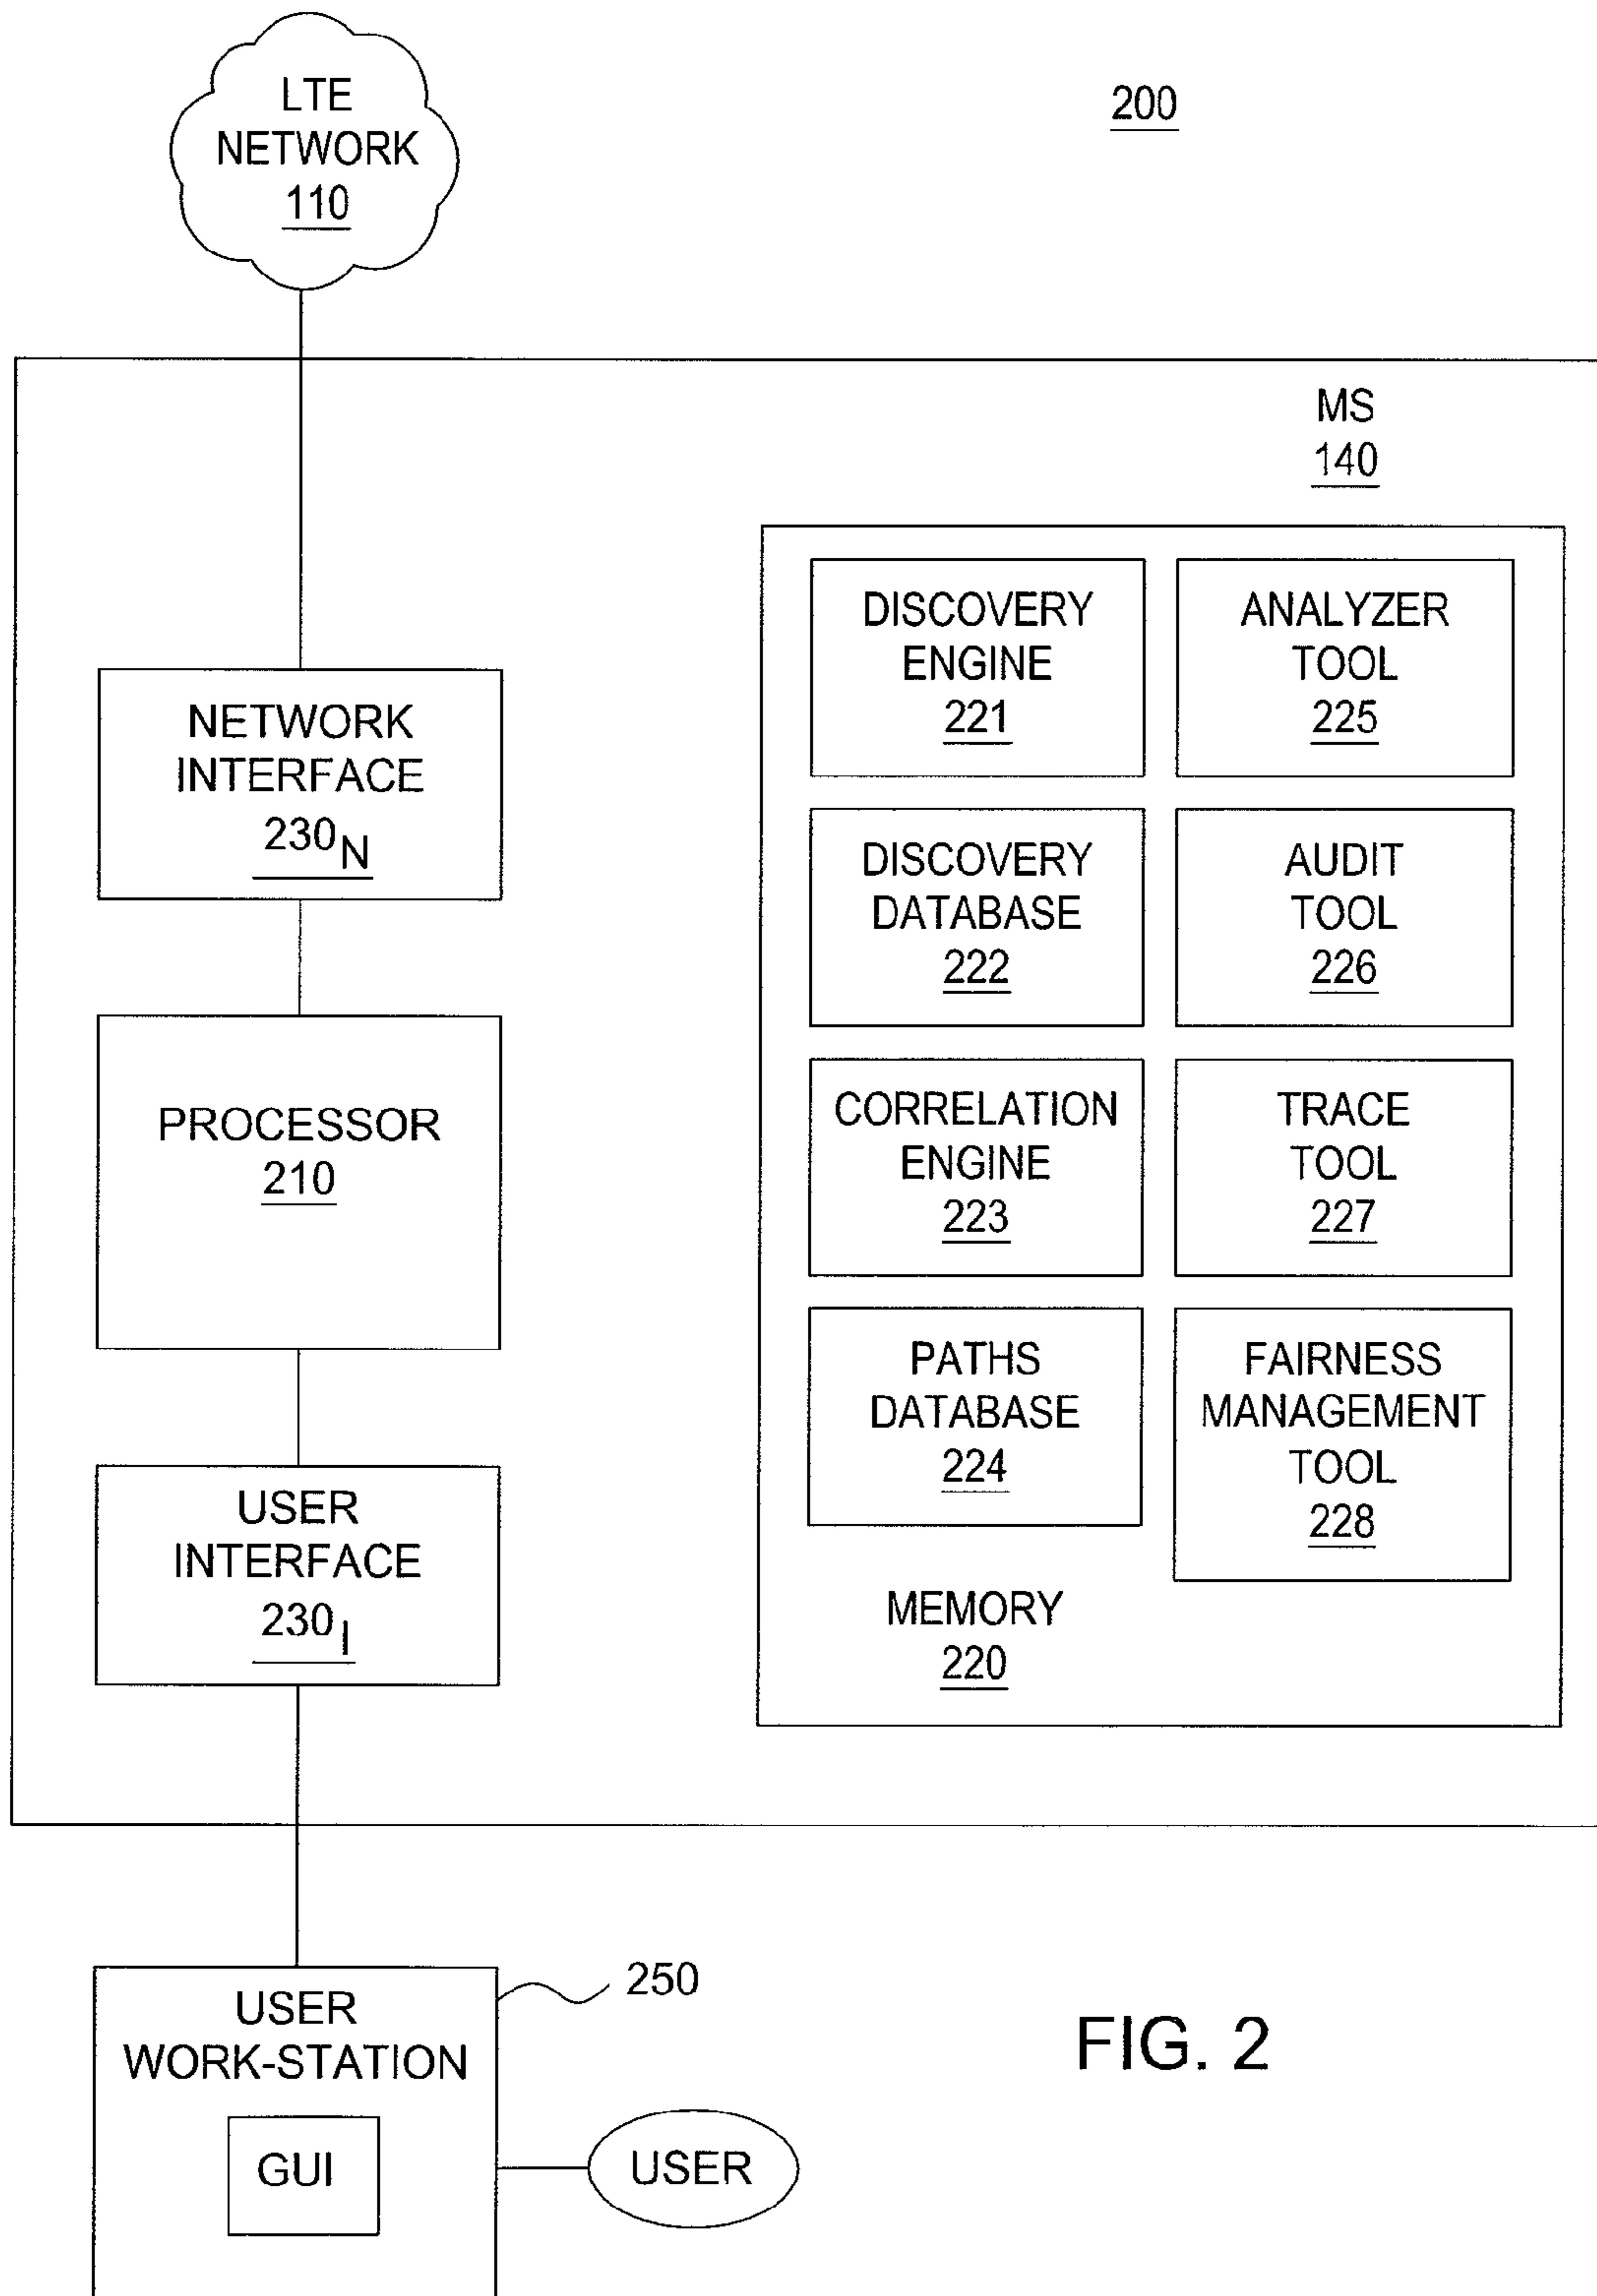 LTE
NETWORK
110
200
MS
140
NETWORK
INTERFACE
230N
PROCESSOR
210
USER
INTERFACE
230I
DISCOVERY
ENGINE
221
ANALYZER
TOOL
225
DISCOVERY
DATABASE
222
AUDIT
TOOL
226
CORRELATION
ENGINE
223
TRACE
TOOL
227
PATHS
DATABASE
224
FAIRNESS
MANAGEMENT
TOOL
228
MEMORY
220
USER
WORK-STATION
250
GUI
USER
FIG. 2